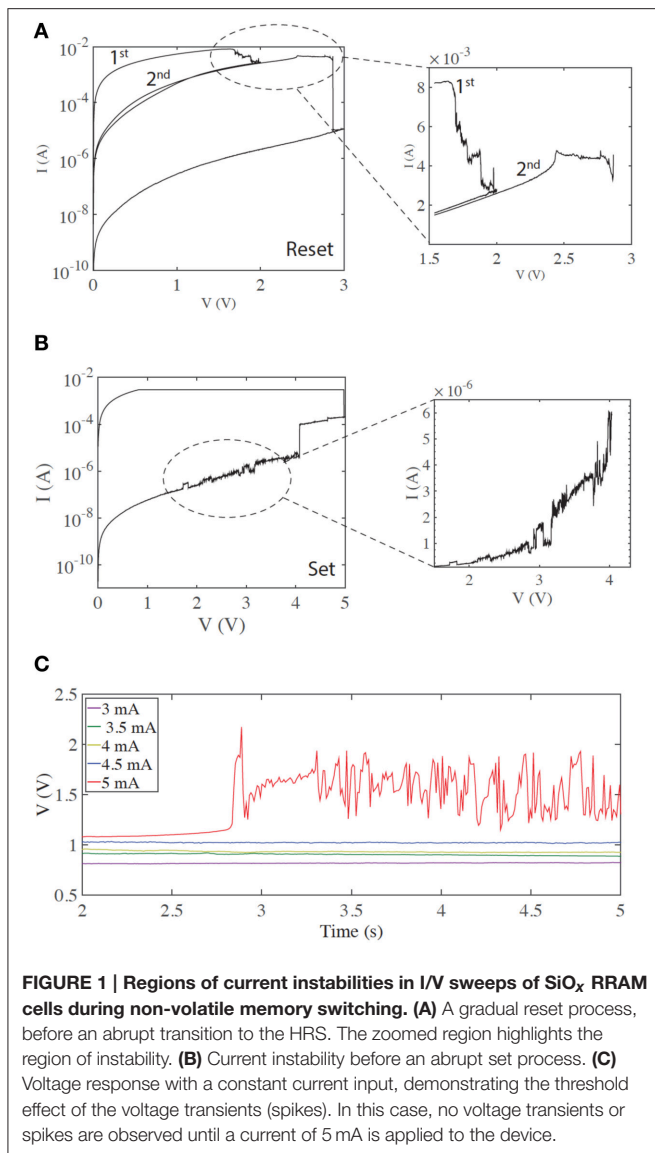 A
10^-2
10^-4
10^-6
10^-8
10^-10
I (A)
1st
2nd
Reset
0
1
2
3
V (V)
× 10^-3
8
6
4
2
I (A)
1st
2nd
1.5
2
2.5
3
V (V)
B
10^-2
10^-4
10^-6
10^-8
10^-10
I (A)
Set
0
1
2
3
4
5
V (V)
× 10^-6
6
5
4
3
2
1
I (A)
2
3
4
V (V)
C
2.5
2
1.5
1
0.5
V (V)
3 mA
3.5 mA
4 mA
4.5 mA
5 mA
2
2.5
3
3.5
4
4.5
5
Time (s)
FIGURE 1 | Regions of current instabilities in I/V sweeps of SiOx RRAM
cells during non-volatile memory switching. (A) A gradual reset process,
before an abrupt transition to the HRS. The zoomed region highlights the
region of instability. (B) Current instability before an abrupt set process. (C)
Voltage response with a constant current input, demonstrating the threshold
effect of the voltage transients (spikes). In this case, no voltage transients or
spikes are observed until a current of 5 mA is applied to the device.